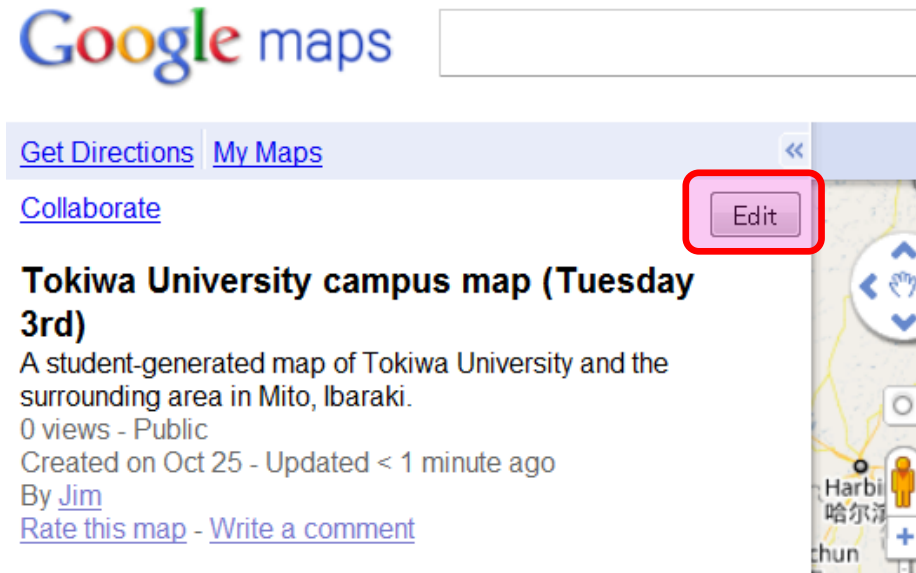 Google maps
Get Directions My Maps «
Collaborate
Edit
Tokiwa University campus map (Tuesday
3rd)
A student-generated map of Tokiwa University and the
surrounding area in Mito, Ibaraki.
0 views - Public
Created on Oct 25 - Updated < 1 minute ago
By Jim
Rate this map - Write a comment
Harbi
哈尔滨
chun
+